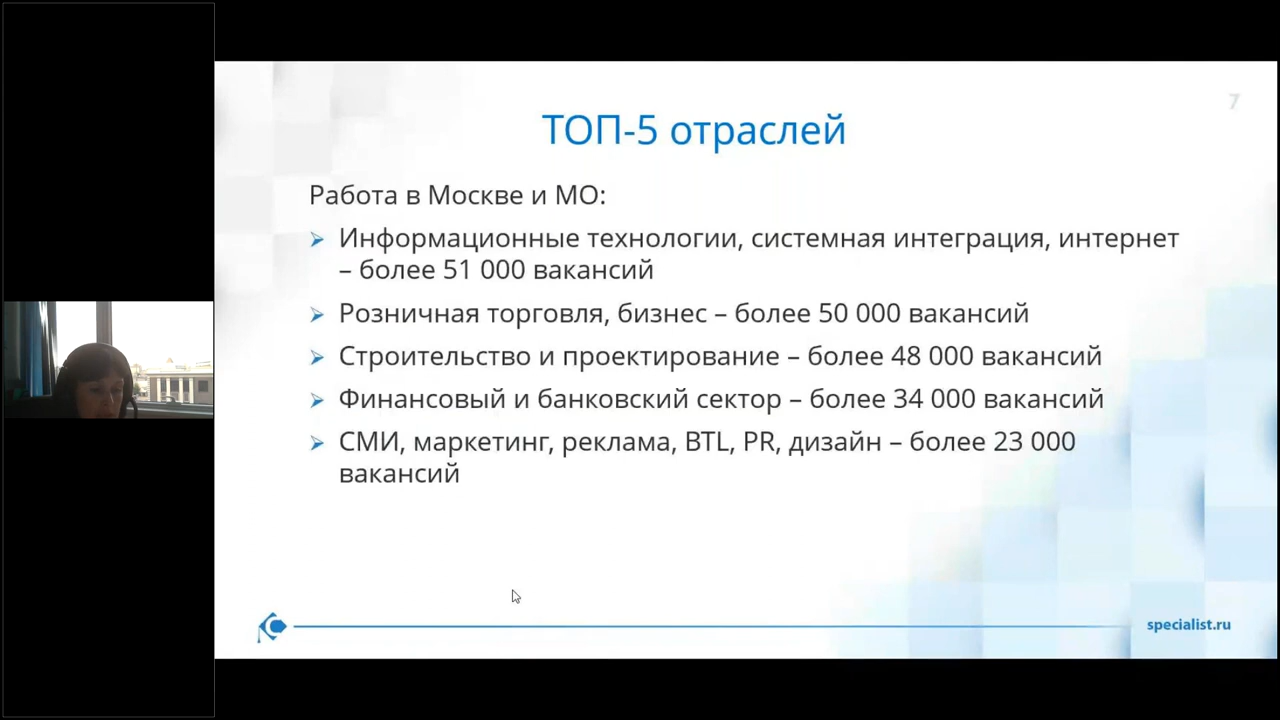 7
ТОП-5 отраслей
Работа в Москве и МО:
Информационные технологии, системная интеграция, интернет
– более 51 000 вакансий
Розничная торговля, бизнес – более 50 000 вакансий
Строительство и проектирование – более 48 000 вакансий
Финансовый и банковский сектор – более 34 000 вакансий
СМИ, маркетинг, реклама, BTL, PR, дизайн – более 23 000
вакансий
specialist.ru